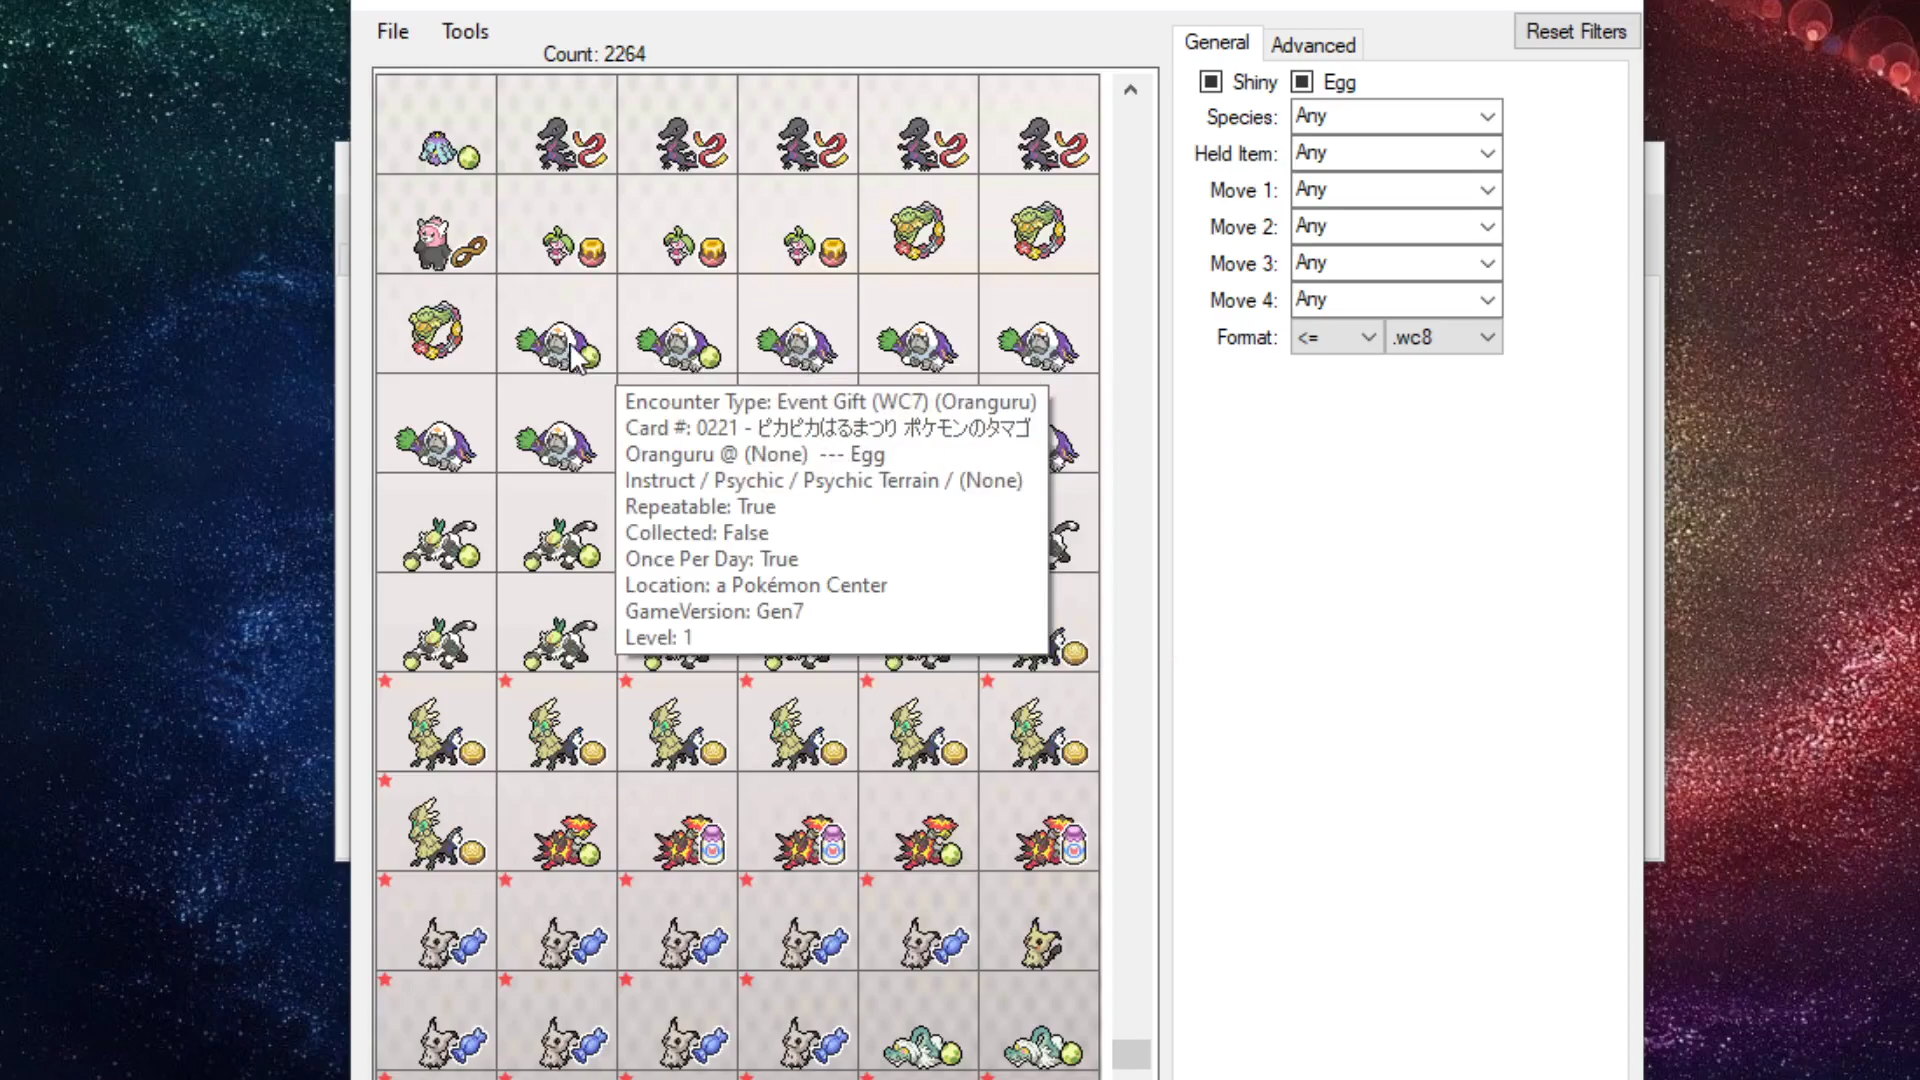 File
Tools
Count: 2264
Reset Filters
General
Advanced
Shiny
Egg
Species: Any
Held Item: Any
Move 1: Any
Move 2: Any
Move 3: Any
Move 4: Any
Format: <= .wc8
Encounter Type: Event Gift (WC7) (Oranguru)
Card #: 0221 - ピカピカはるまつり ポケモンのタマゴ
Oranguru @ (None)  --- Egg
Instruct / Psychic / Psychic Terrain / (None)
Repeatable: True
Collected: False
Once Per Day: True
Location: a Pokémon Center
GameVersion: Gen7
Level: 1